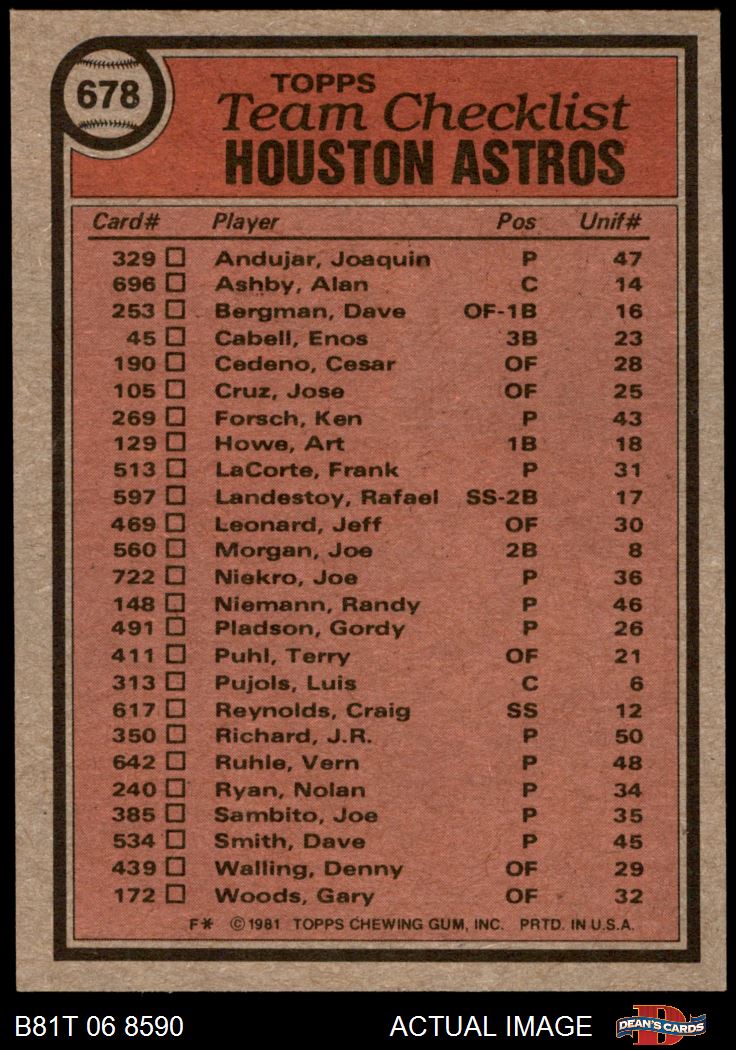 678
TOPPS
Team Checklist
HOUSTON ASTROS
Card# Player Pos Unif#
329 Andujar, Joaquin P 47
696 Ashby, Alan C 14
253 Bergman, Dave OF-1B 16
45 Cabell, Enos 3B 23
190 Cedeno, Cesar OF 28
105 Cruz, Jose OF 25
269 Forsch, Ken P 43
129 Howe, Art 1B 18
513 LaCorte, Frank P 31
597 Landestoy, Rafael SS-2B 17
469 Leonard, Jeff OF 30
560 Morgan, Joe 2B 8
722 Niekro, Joe P 36
148 Niemann, Randy P 46
491 Pladson, Gordy P 26
411 Puhl, Terry OF 21
313 Pujols, Luis C 6
617 Reynolds, Craig SS 12
350 Richard, J.R. P 50
642 Ruhle, Vern P 48
240 Ryan, Nolan P 34
385 Sambito, Joe P 35
534 Smith, Dave P 45
439 Walling, Denny OF 29
172 Woods, Gary OF 32
F* ©1981 TOPPS CHEWING GUM, INC. PRTD. IN U.S.A.
B81T 06 8590 ACTUAL IMAGE D DEAN'S CARDS